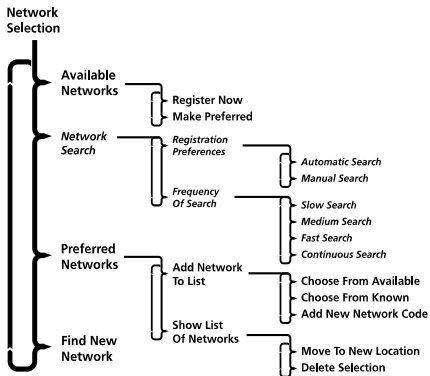 Network
Selection
Available
Networks
Register Now
Make Preferred
Network
Search
Registration
Preferences
Automatic Search
Manual Search
Frequency
Of Search
Slow Search
Medium Search
Fast Search
Continuous Search
Preferred
Networks
Add Network
To List
Choose From Available
Choose From Known
Add New Network Code
Show List
Of Networks
Move To New Location
Delete Selection
Find New
Network